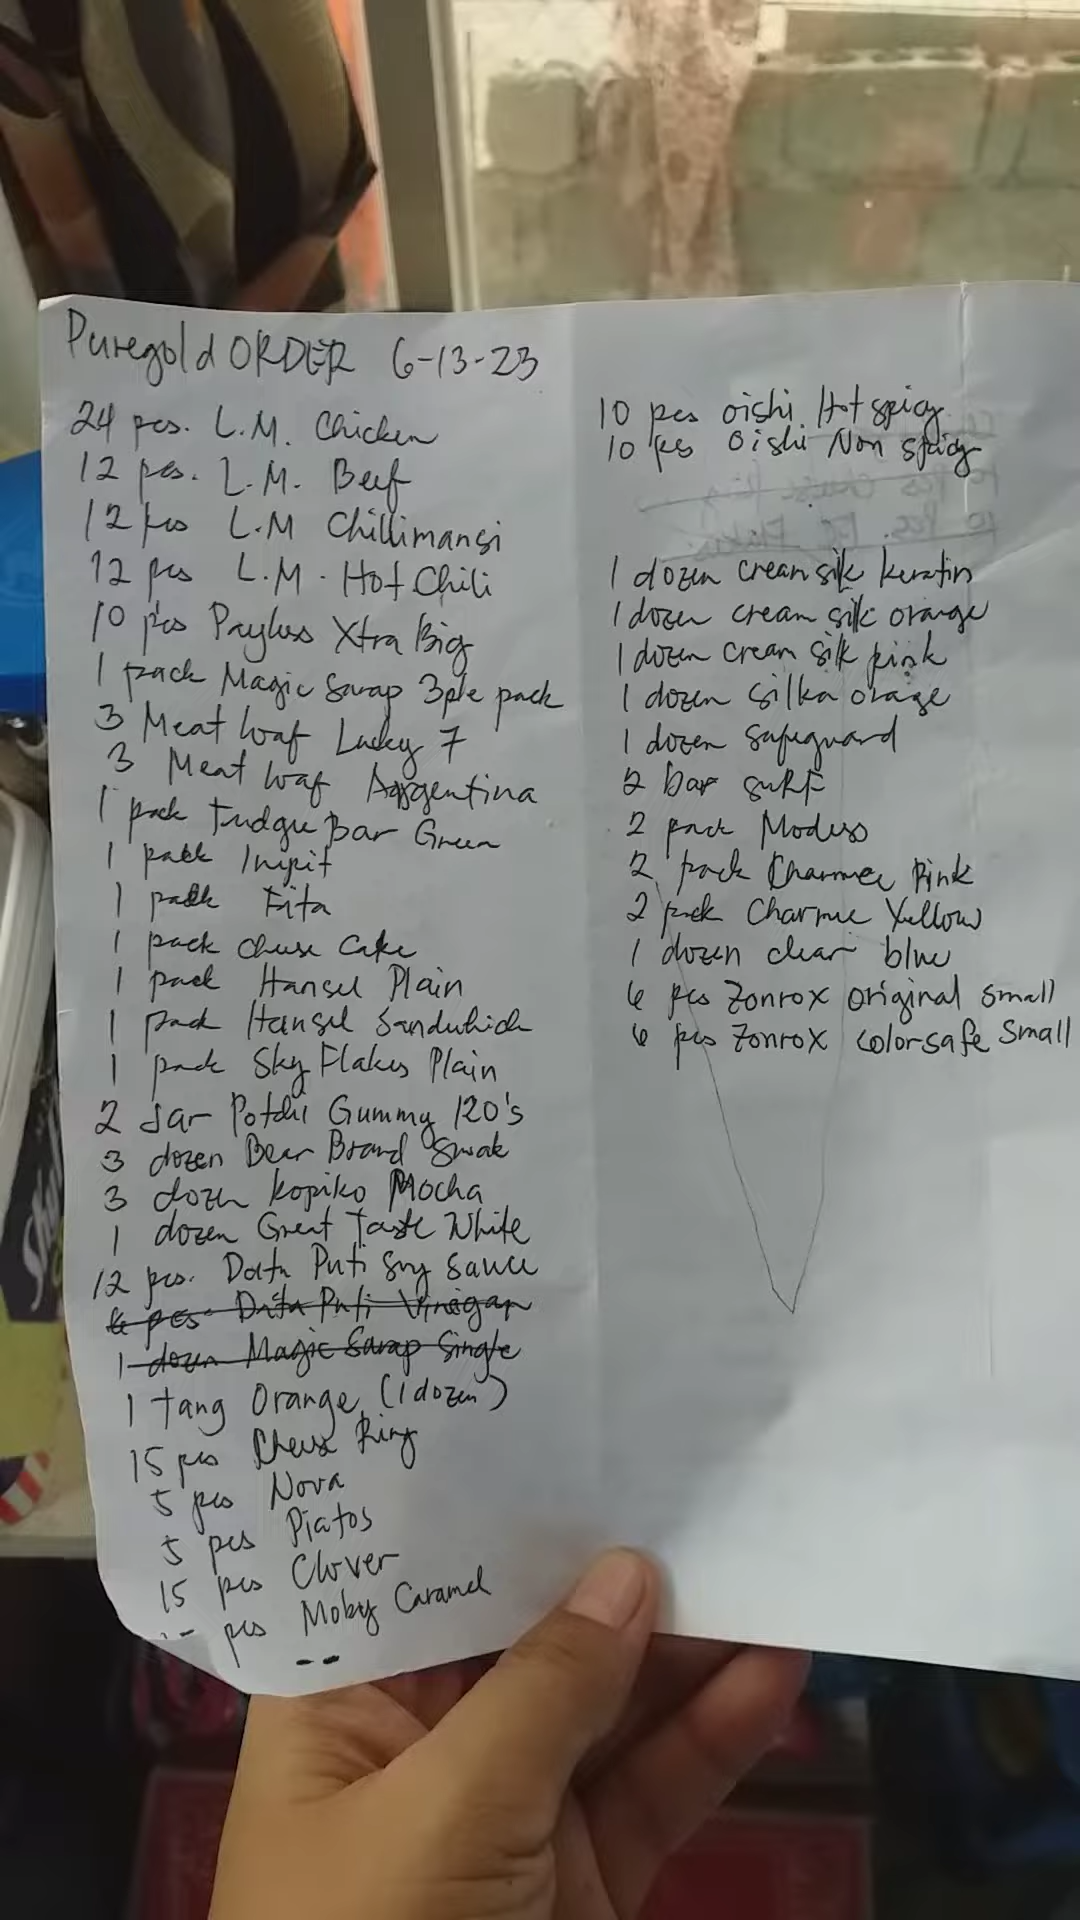 Puregold ORDER 6-13-23
24 pcs. L.M. Chicken
12 pcs. L.M. Beef
12 pcs L.M Chillimansi
12 pcs L.M. Hot Chili
10 pcs Payless Xtra Big
1 pack Magic Sarap 3ple pack
3 Meat loaf Lucky 7
3 Meat loaf Argentina
1 pack Fudgee Bar Green
1 pack Inipit
1 pack Fita
1 pack Cheese Cake
1 pack Hansel Plain
1 pack Hansel Sandwhich
1 pack Sky Flakes Plain
2 Jar Potchi Gummy 120's
3 dozen Bear Brand Swak
3 dozen Kopiko Mocha
1 dozen Great Taste White
12 pcs. Datu Puti Soy Sauce
6 pcs. Datu Puti Vinegar
1 dozen Magic Sarap Single
1 tang Orange (1 dozen)
15 pcs Cheese Ring
5 pcs Nova
5 pcs Piatos
15 pcs Clover
pcs Moby Caramel
10 pcs oishi Hot spicy
10 pcs Oishi Non spicy
1 dozen cream silk keratin
1 dozen cream silk orange
1 dozen cream silk pink
1 dozen silka orage
1 dozen safeguard
2 bar surf
2 pack Modess
2 pack Charmee Pink
2 pack Charmee Yellow
1 dozen clear blue
6 pcs Zonrox original small
6 pcs Zonrox colorsafe Small